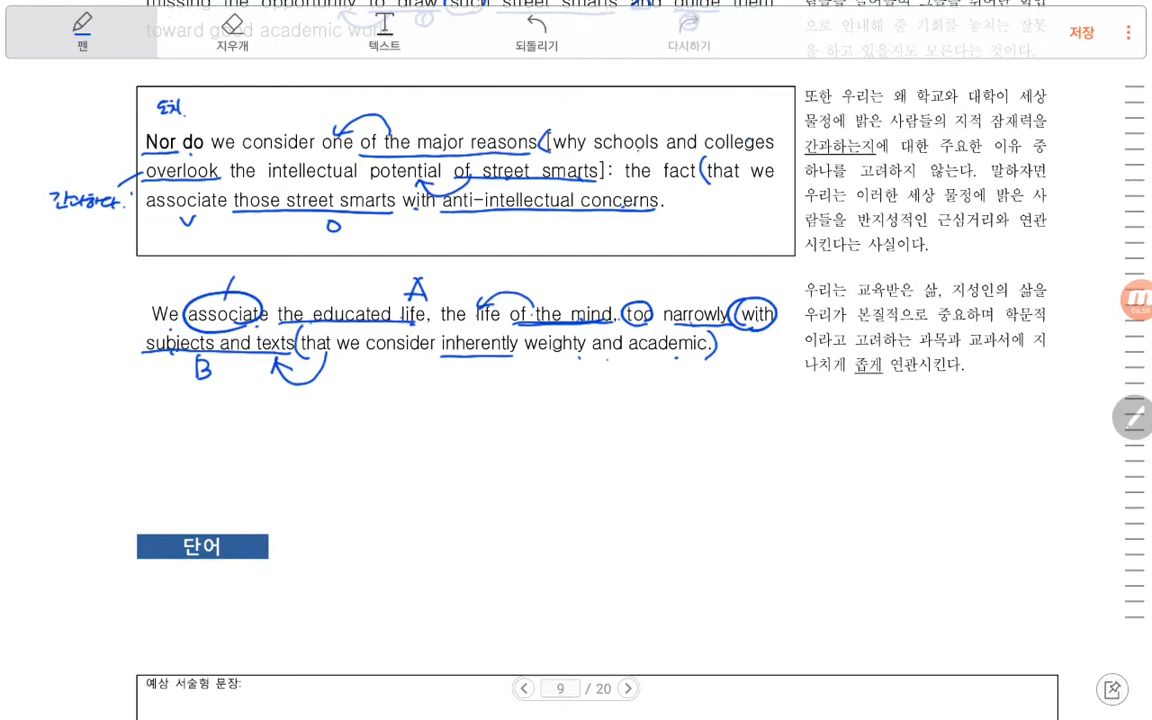 missing the opportunity to draw such street smarts and guide them
toward good academic work.
펜
지우개
텍스트
되돌리기
다시하기
저장
으로 안내해 줄 기회를 놓치는 잘못
을 하고 있을지도 모른다는 것이다.
도치.
Nor do we consider one of the major reasons [why schools and colleges
overlook the intellectual potential of street smarts]: the fact that we
associate those street smarts with anti-intellectual concerns.
간과하다.
V
O
또한 우리는 왜 학교와 대학이 세상
물정에 밝은 사람들의 지적 잠재력을
간과하는지에 대한 주요한 이유 중
하나를 고려하지 않는다. 말하자면
우리는 이러한 세상 물정에 밝은 사
람들을 반지성적인 근심거리와 연관
시킨다는 사실이다.
A
We associate the educated life, the life of the mind, too narrowly with
subjects and texts that we consider inherently weighty and academic.
B
우리는 교육받은 삶, 지성인의 삶을
우리가 본질적으로 중요하며 학문적
이라고 고려하는 과목과 교과서에 지
나치게 좁게 연관시킨다.
06:59
단어
예상 서술형 문장:
9 / 20